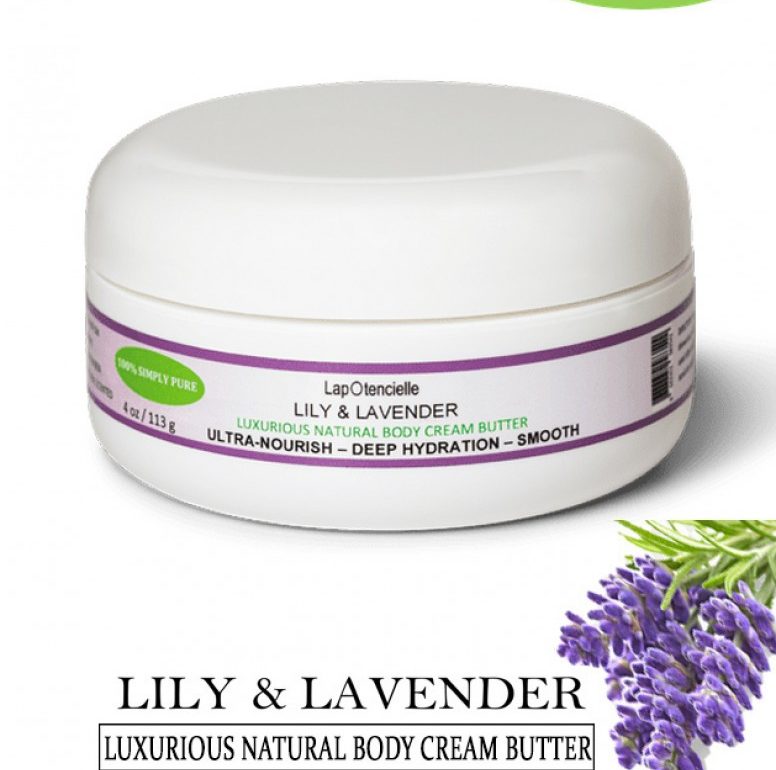 100% SIMPLY PURE
4 oz / 113 g
LapOtencielle
LILY & LAVENDER
LUXURIOUS NATURAL BODY CREAM BUTTER
ULTRA-NOURISH – DEEP HYDRATION – SMOOTH
LILY & LAVENDER
LUXURIOUS NATURAL BODY CREAM BUTTER